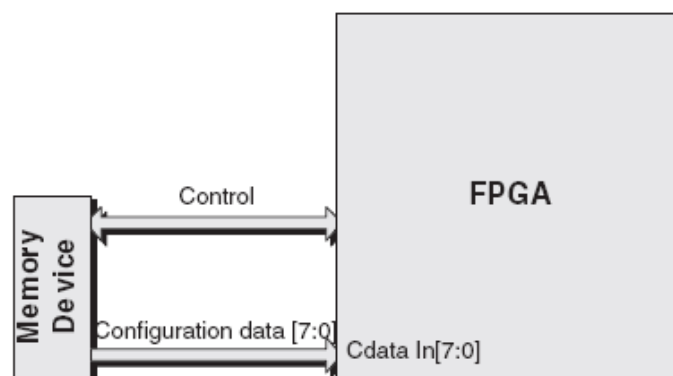 Control
FPGA
Memory
Device
Configuration data [7:0]
Cdata In[7:0]